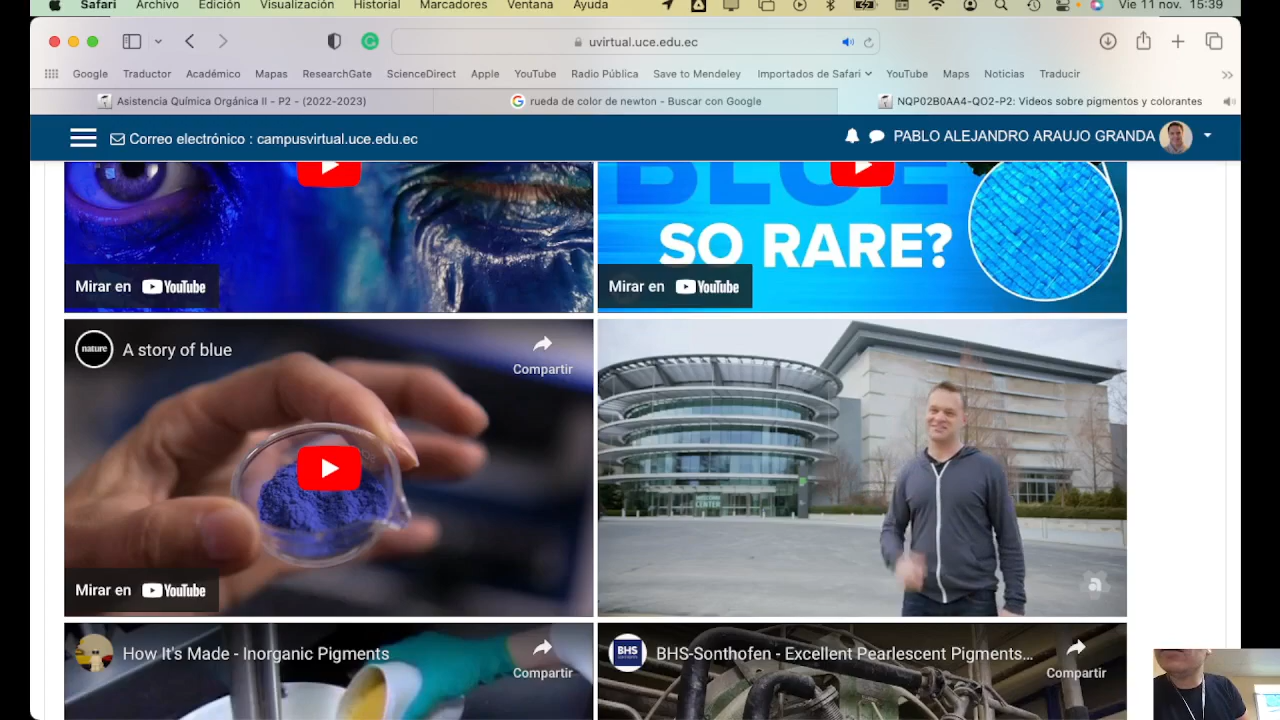 Safari Archivo Edición Visualización Historial Marcadores Ventana Ayuda Vie 11 nov. 15:39
uvirtual.uce.edu.ec
Google Traductor Académico Mapas ResearchGate ScienceDirect Apple YouTube Radio Pública Save to Mendeley Importados de Safari YouTube Maps Noticias Traducir
Asistencia Química Orgánica II - P2 - (2022-2023) rueda de color de newton - Buscar con Google NQP02B0AA4-QO2-P2: Videos sobre pigmentos y colorantes
Correo electrónico : campusvirtual.uce.edu.ec PABLO ALEJANDRO ARAUJO GRANDA
BLUE
SO RARE?
Mirar en YouTube Mirar en YouTube
nature A story of blue
Compartir
WELCOME
CENTER
Mirar en YouTube
How It's Made - Inorganic Pigments BHS BHS-Sonthofen - Excellent Pearlescent Pigments...
Compartir Compartir